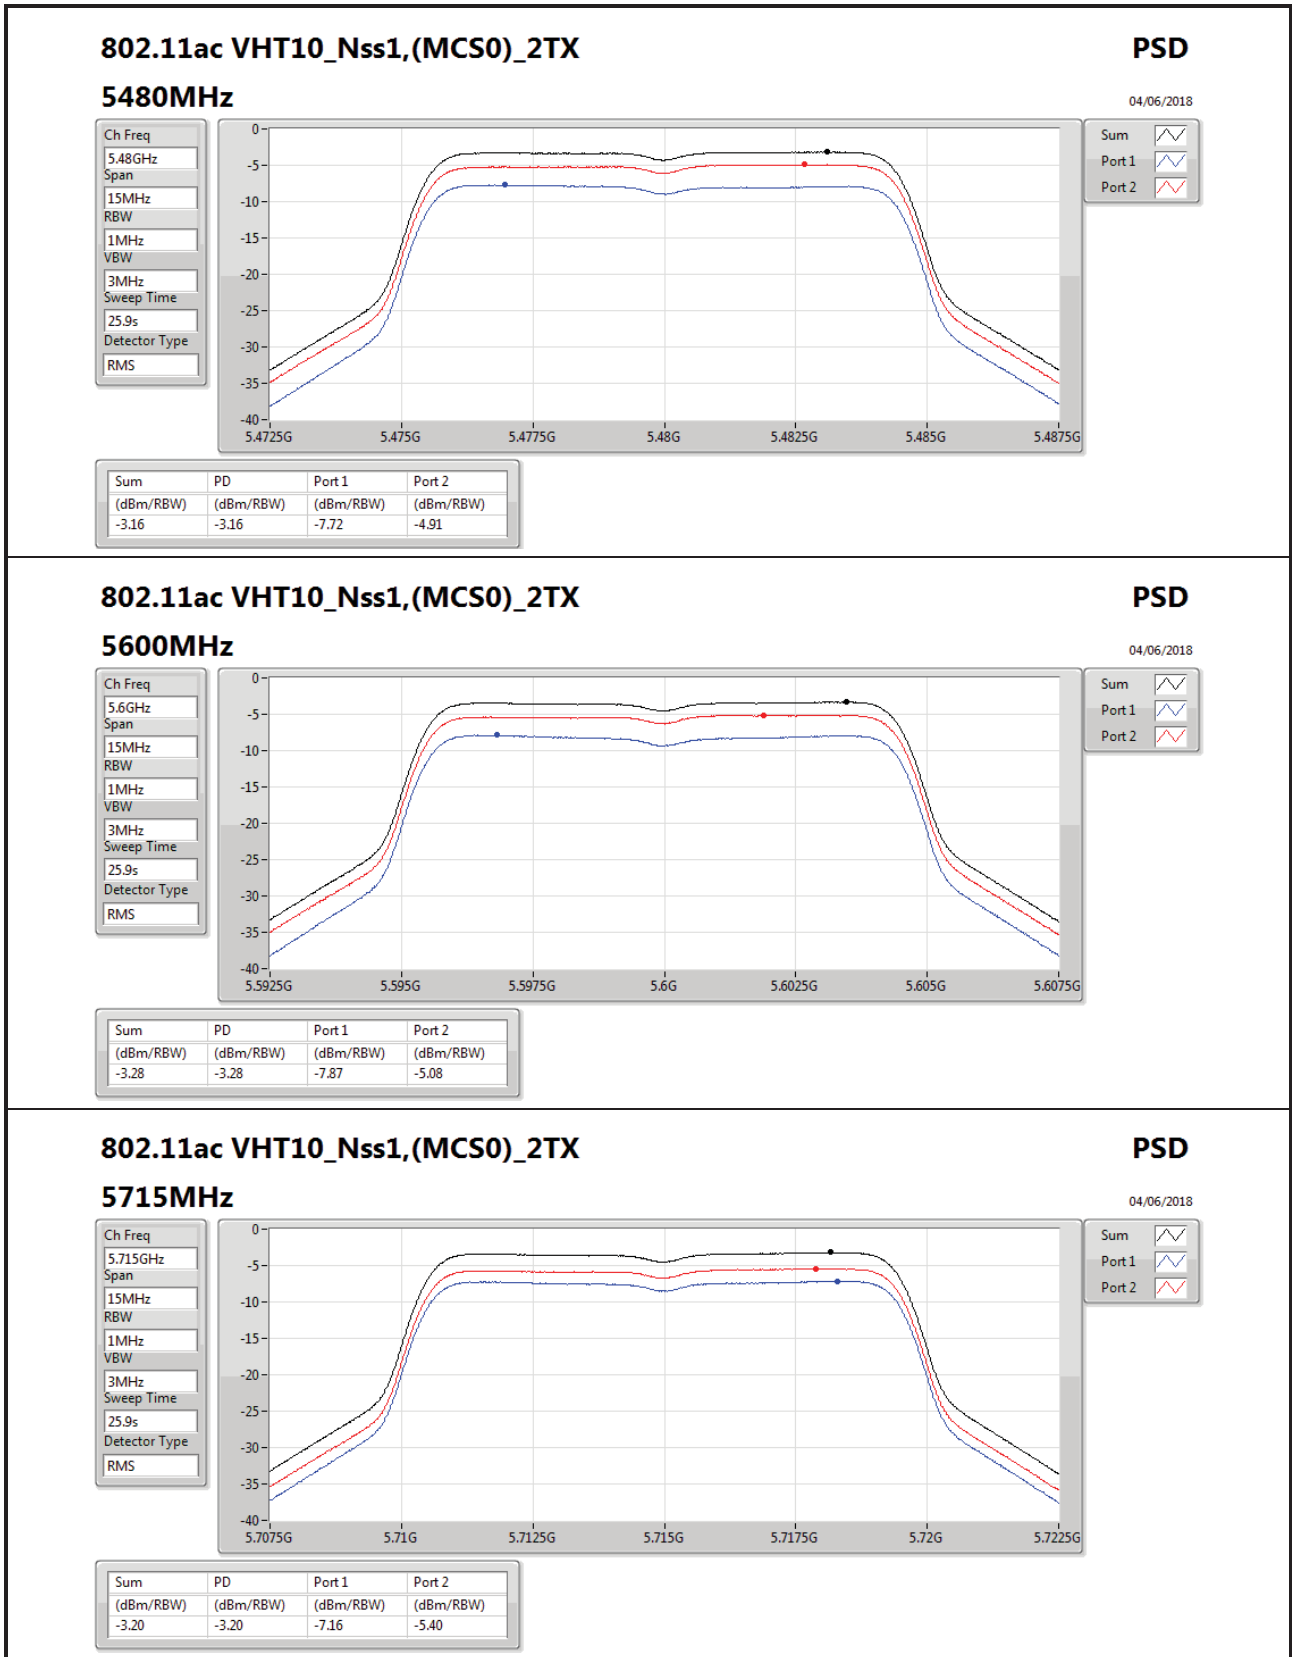 802.11ac VHT10_Nss1,(MCS0)_2TX PSD
5480MHz 04/06/2018
Ch Freq
5.48GHz
Span
15MHz
RBW
1MHz
VBW
3MHz
Sweep Time
25.9s
Detector Type
RMS
0
-5
-10
-15
-20
-25
-30
-35
-40
5.4725G 5.475G 5.4775G 5.48G 5.4825G 5.485G 5.4875G
Sum
Port 1
Port 2
Sum PD Port 1 Port 2
(dBm/RBW) (dBm/RBW) (dBm/RBW) (dBm/RBW)
-3.16 -3.16 -7.72 -4.91
802.11ac VHT10_Nss1,(MCS0)_2TX PSD
5600MHz 04/06/2018
Ch Freq
5.6GHz
Span
15MHz
RBW
1MHz
VBW
3MHz
Sweep Time
25.9s
Detector Type
RMS
0
-5
-10
-15
-20
-25
-30
-35
-40
5.5925G 5.595G 5.5975G 5.6G 5.6025G 5.605G 5.6075G
Sum
Port 1
Port 2
Sum PD Port 1 Port 2
(dBm/RBW) (dBm/RBW) (dBm/RBW) (dBm/RBW)
-3.28 -3.28 -7.87 -5.08
802.11ac VHT10_Nss1,(MCS0)_2TX PSD
5715MHz 04/06/2018
Ch Freq
5.715GHz
Span
15MHz
RBW
1MHz
VBW
3MHz
Sweep Time
25.9s
Detector Type
RMS
0
-5
-10
-15
-20
-25
-30
-35
-40
5.7075G 5.71G 5.7125G 5.715G 5.7175G 5.72G 5.7225G
Sum
Port 1
Port 2
Sum PD Port 1 Port 2
(dBm/RBW) (dBm/RBW) (dBm/RBW) (dBm/RBW)
-3.20 -3.20 -7.16 -5.40